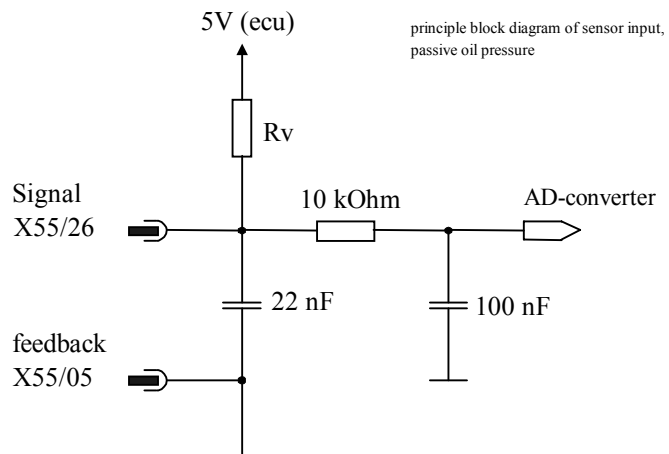 5V (ecu)
principle block diagram of sensor input,
passive oil pressure
Rv
Signal
X55/26
10 kOhm
AD-converter
22 nF
100 nF
feedback
X55/05